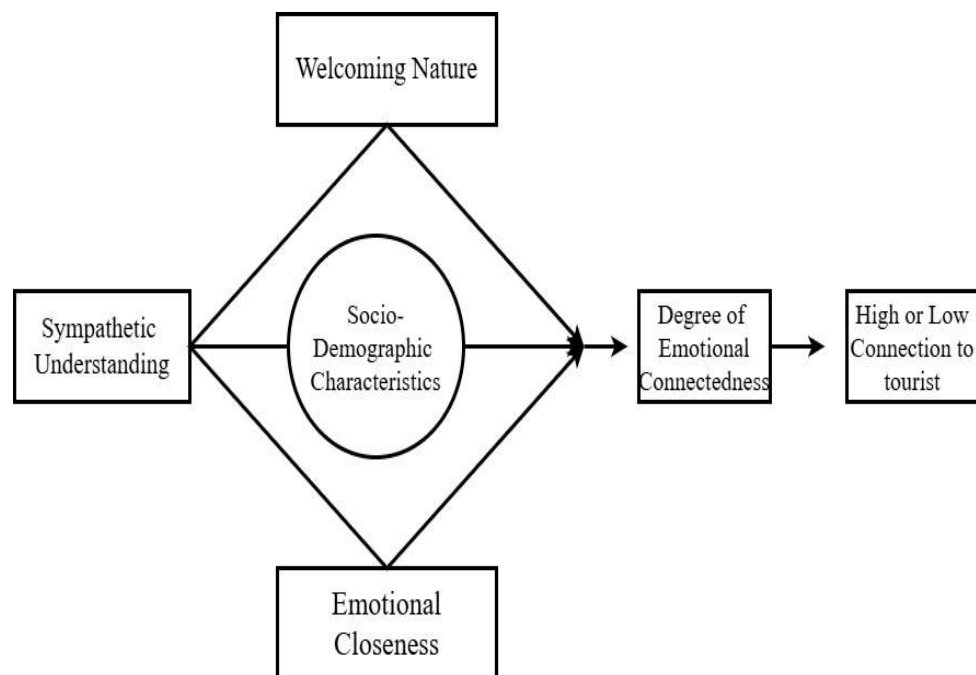 Welcoming Nature
Sympathetic
Understanding
Socio-
Demographic
Characteristics
Degree of
Emotional
Connectedness
High or Low
Connection to
tourist
Emotional
Closeness